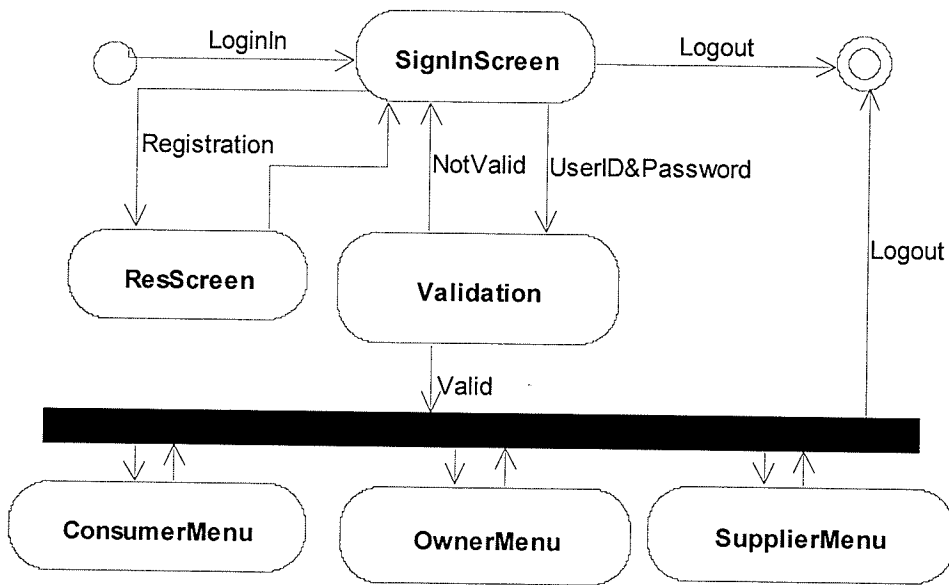 LoginIn
SignInScreen
Logout
Registration
NotValid
UserID&Password
ResScreen
Validation
Logout
Valid
ConsumerMenu
OwnerMenu
SupplierMenu